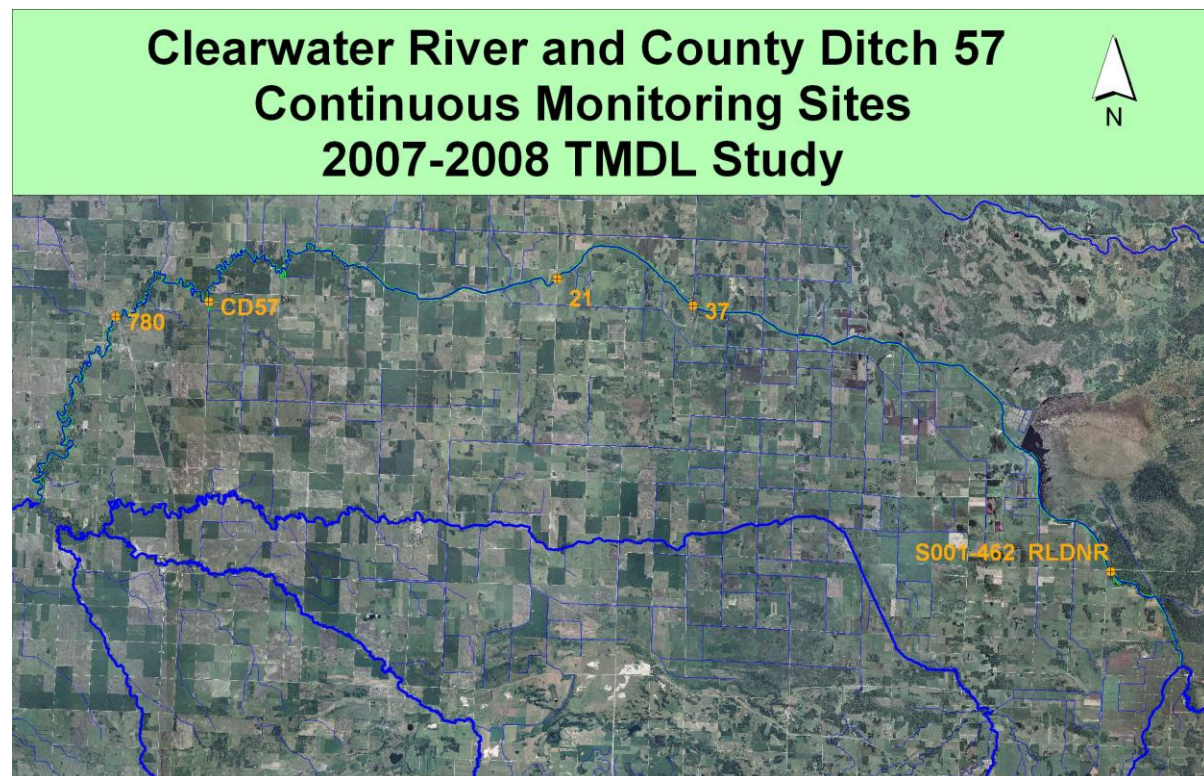 Clearwater River and County Ditch 57
Continuous Monitoring Sites
2007-2008 TMDL Study
N
780
CD57
21
37
S001-462 RLDNR